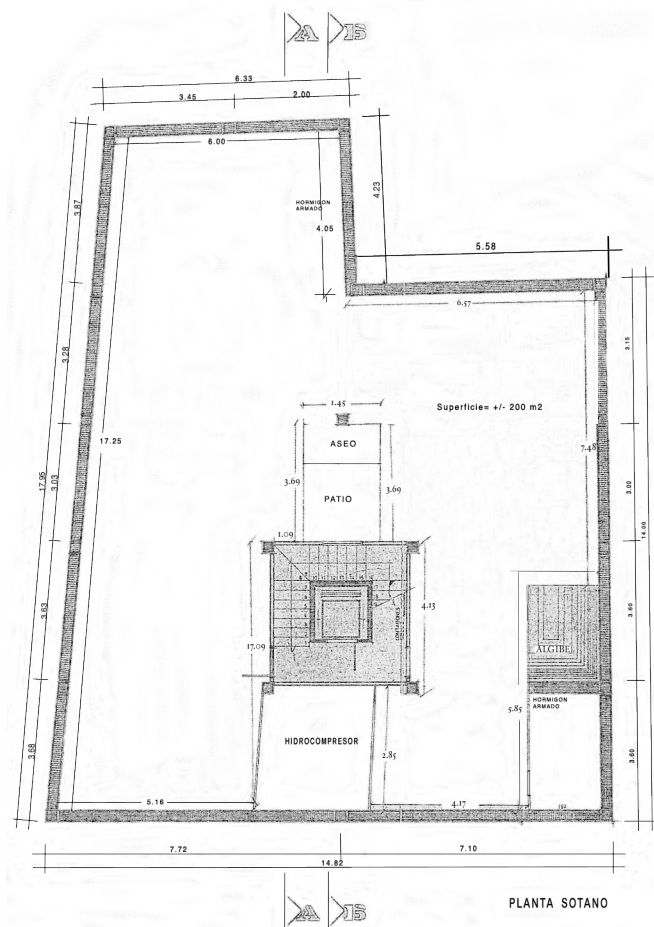 А Б
6.33
3.45
2.00
6.00
HORMIGON
ARMADO
4.05
4.23
3.87
5.58
6.57
3.15
3.28
1.45
Superficie= +/- 200 m2
ASEO
17.25
7.48
17.95
3.03
3.69
3.69
PATIO
3.00
14.00
1.09
4.13
CONTADORES
3.63
17.09
3.60
ALGIBE
HORMIGON
ARMADO
5.85
HIDROCOMPRESOR
2.85
3.68
3.60
5.16
4.17
7.72
7.10
14.82
А Б
PLANTA SOTANO